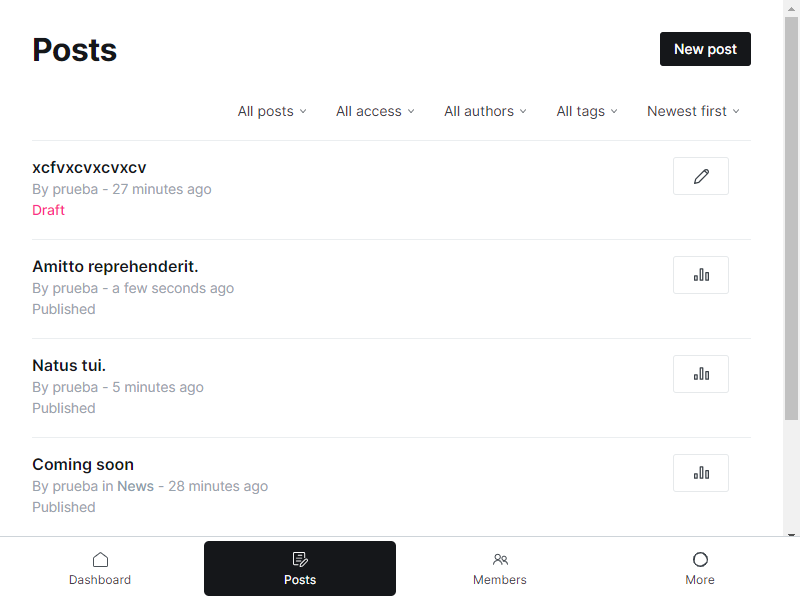 Posts
New post
All posts
All access
All authors
All tags
Newest first
xcfvxcvxcvxcv
By prueba - 27 minutes ago
Draft
Amitto reprehenderit.
By prueba - a few seconds ago
Published
Natus tui.
By prueba - 5 minutes ago
Published
Coming soon
By prueba in News - 28 minutes ago
Published
Dashboard
Posts
Members
More